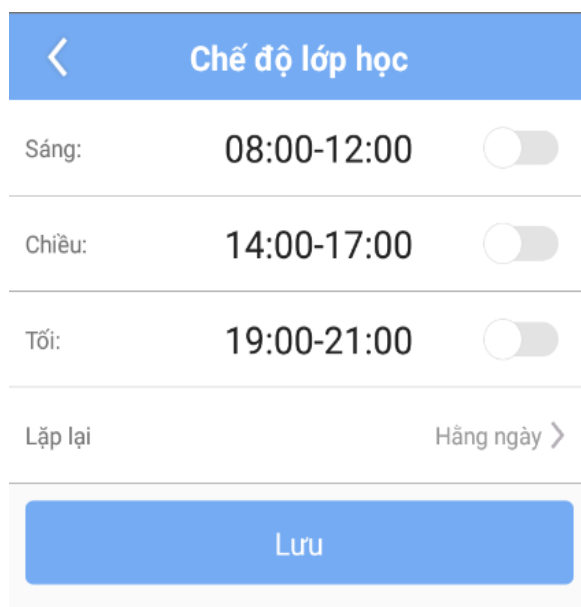 Chế độ lớp học
Sáng: 08:00-12:00
Chiều: 14:00-17:00
Tối: 19:00-21:00
Lặp lại Hằng ngày
Lưu